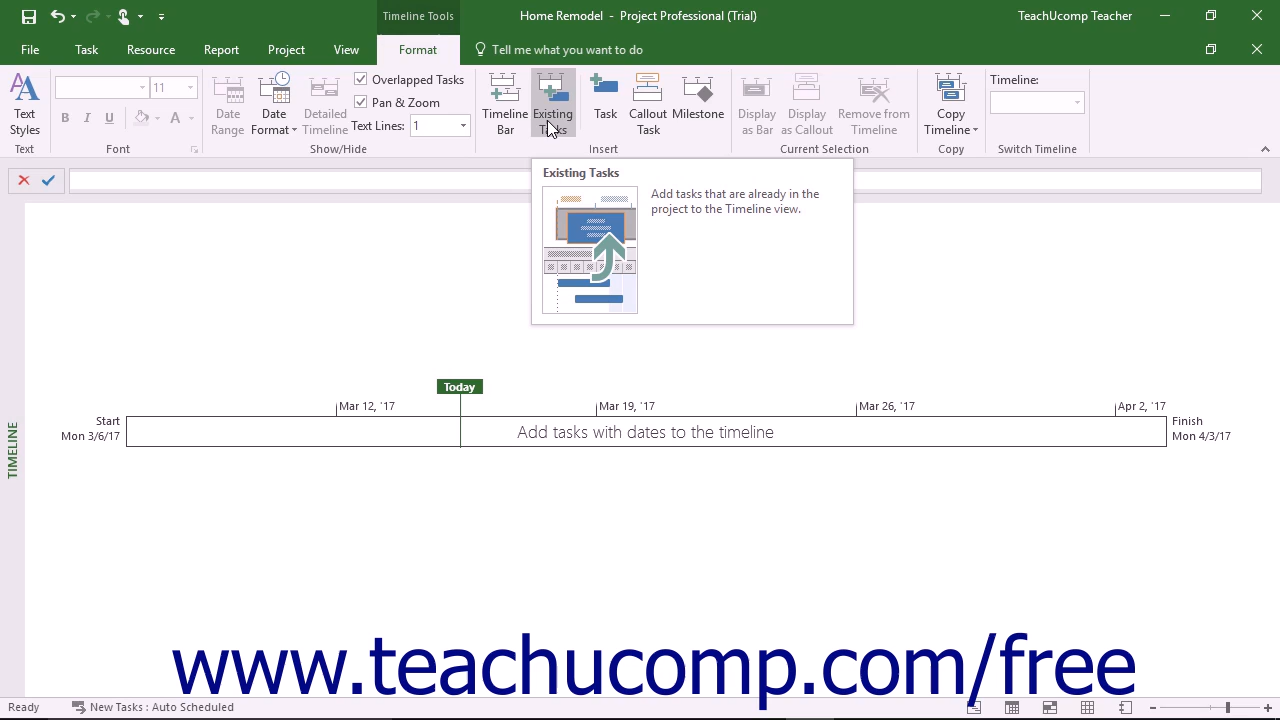 Timeline Tools
Home Remodel - Project Professional (Trial)
TeachUcomp Teacher
File Task Resource Report Project View Format Tell me what you want to do
Text Styles
11
B I U A
Date Range
Date Format
Detailed Timeline
Overlapped Tasks
Pan & Zoom
Text Lines: 1
Timeline Bar
Existing Tasks
Task
Callout Task
Milestone
Display as Bar
Display as Callout
Remove from Timeline
Copy Timeline
Timeline:
Text Font Show/Hide Insert Current Selection Copy Switch Timeline
Existing Tasks
Add tasks that are already in the
project to the Timeline view.
Today
Mar 12, '17 Mar 19, '17 Mar 26, '17 Apr 2, '17
Start
Mon 3/6/17
Add tasks with dates to the timeline
Finish
Mon 4/3/17
TIMELINE
www.teachucomp.com/free
Ready New Tasks : Auto Scheduled